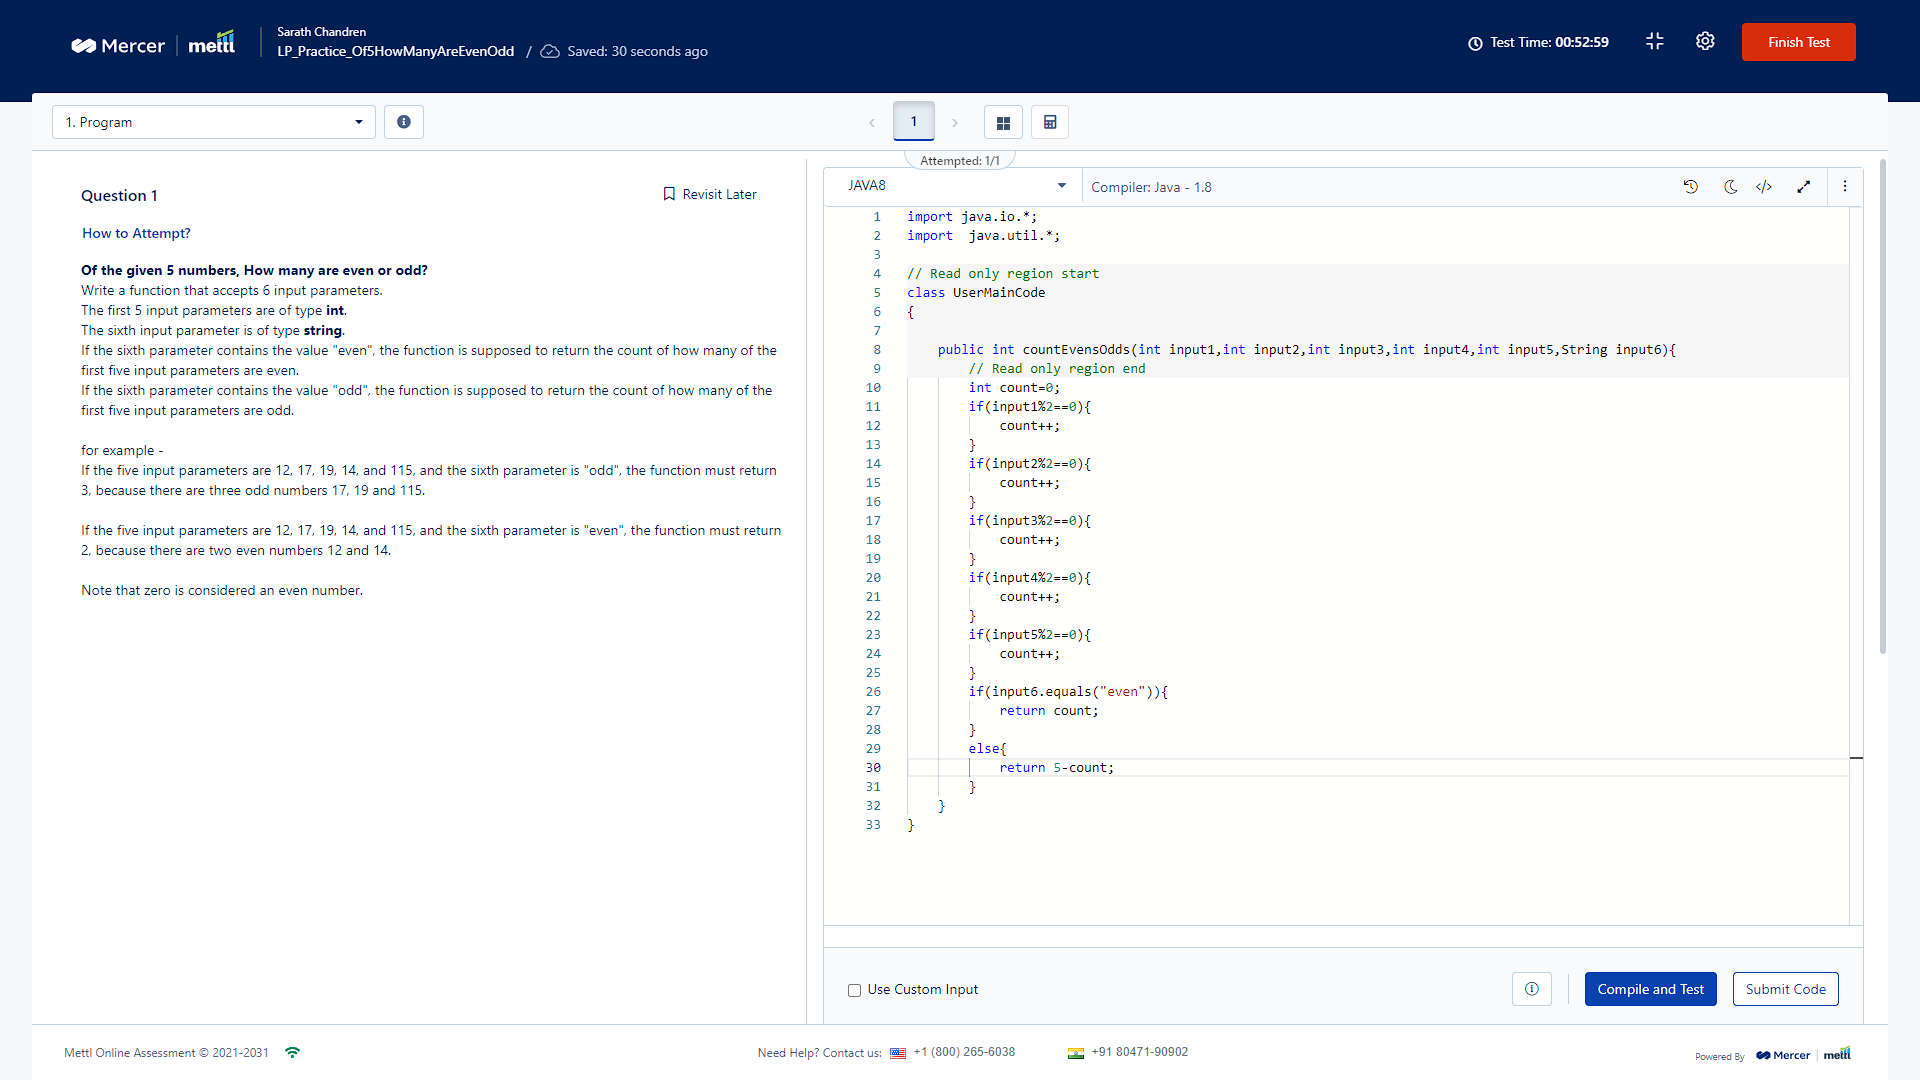 Mercer mettl
Sarath Chandren
LP_Practice_Of5HowManyAreEvenOdd / Saved: 30 seconds ago
Test Time: 00:52:59
Finish Test
1. Program
1
Attempted: 1/1
Question 1
Revisit Later
How to Attempt?
Of the given 5 numbers, How many are even or odd?
Write a function that accepts 6 input parameters.
The first 5 input parameters are of type int.
The sixth input parameter is of type string.
If the sixth parameter contains the value "even", the function is supposed to return the count of how many of the
first five input parameters are even.
If the sixth parameter contains the value "odd", the function is supposed to return the count of how many of the
first five input parameters are odd.
for example -
If the five input parameters are 12, 17, 19, 14, and 115, and the sixth parameter is "odd", the function must return
3, because there are three odd numbers 17, 19 and 115.
If the five input parameters are 12, 17, 19, 14, and 115, and the sixth parameter is "even", the function must return
2, because there are two even numbers 12 and 14.
Note that zero is considered an even number.
JAVA8
Compiler: Java - 1.8
1 import java.io.*;
2 import  java.util.*;
3
4 // Read only region start
5 class UserMainCode
6 {
7
8     public int countEvensOdds(int input1,int input2,int input3,int input4,int input5,String input6){
9         // Read only region end
10         int count=0;
11         if(input1%2==0){
12             count++;
13         }
14         if(input2%2==0){
15             count++;
16         }
17         if(input3%2==0){
18             count++;
19         }
20         if(input4%2==0){
21             count++;
22         }
23         if(input5%2==0){
24             count++;
25         }
26         if(input6.equals("even")){
27             return count;
28         }
29         else{
30             return 5-count;
31         }
32     }
33 }
Use Custom Input
Compile and Test
Submit Code
Mettl Online Assessment © 2021-2031
Need Help? Contact us: +1 (800) 265-6038
+91 80471-90902
Powered By Mercer mettl